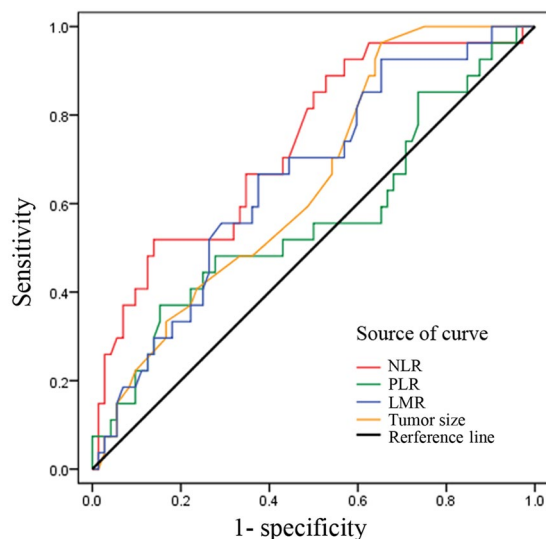 1.0
0.8
0.6
0.4
0.2
0.0
Sensitivity
Source of curve
NLR
PLR
LMR
Tumor size
Rerference line
0.0 0.2 0.4 0.6 0.8 1.0
1- specificity